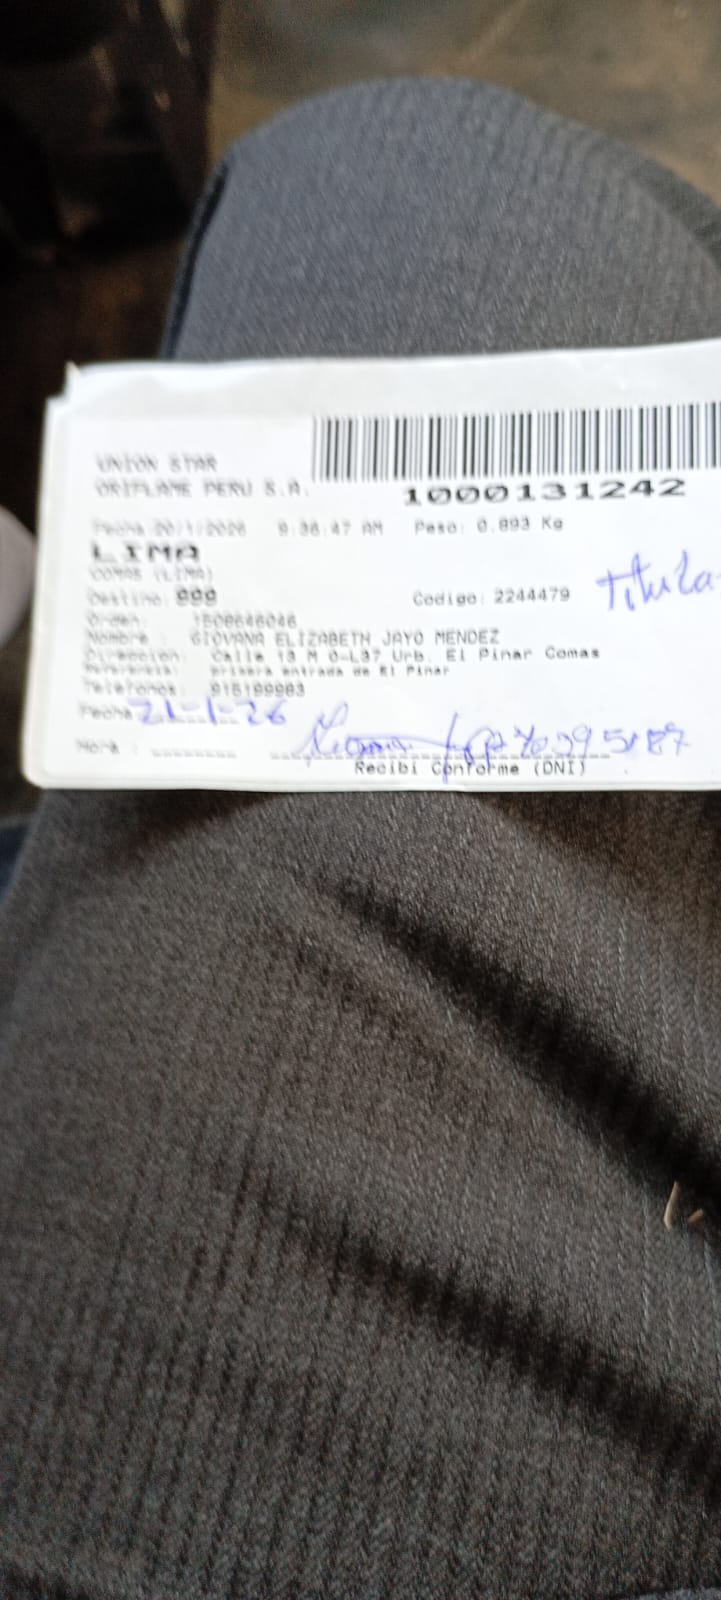 UNION STAR
ORIFLAME PERU S.A.
1000131242
Fecha:20/1/2026 9:36:47 AM Peso: 0.893 Kg
LIMA
COMAS (LIMA)
Destino: 999 Codigo: 2244479 Titular
Orden: 1508646046
Nombre : GIOVANA ELIZABETH JAYO MENDEZ
Direccion: Calle 13 M O-L37 Urb. El Pinar Comas
Referencia: primera entrada de El Pinar
Telefonos: 915199983
Fecha 21-1-26
Hora :
Recibi Conforme (DNI)